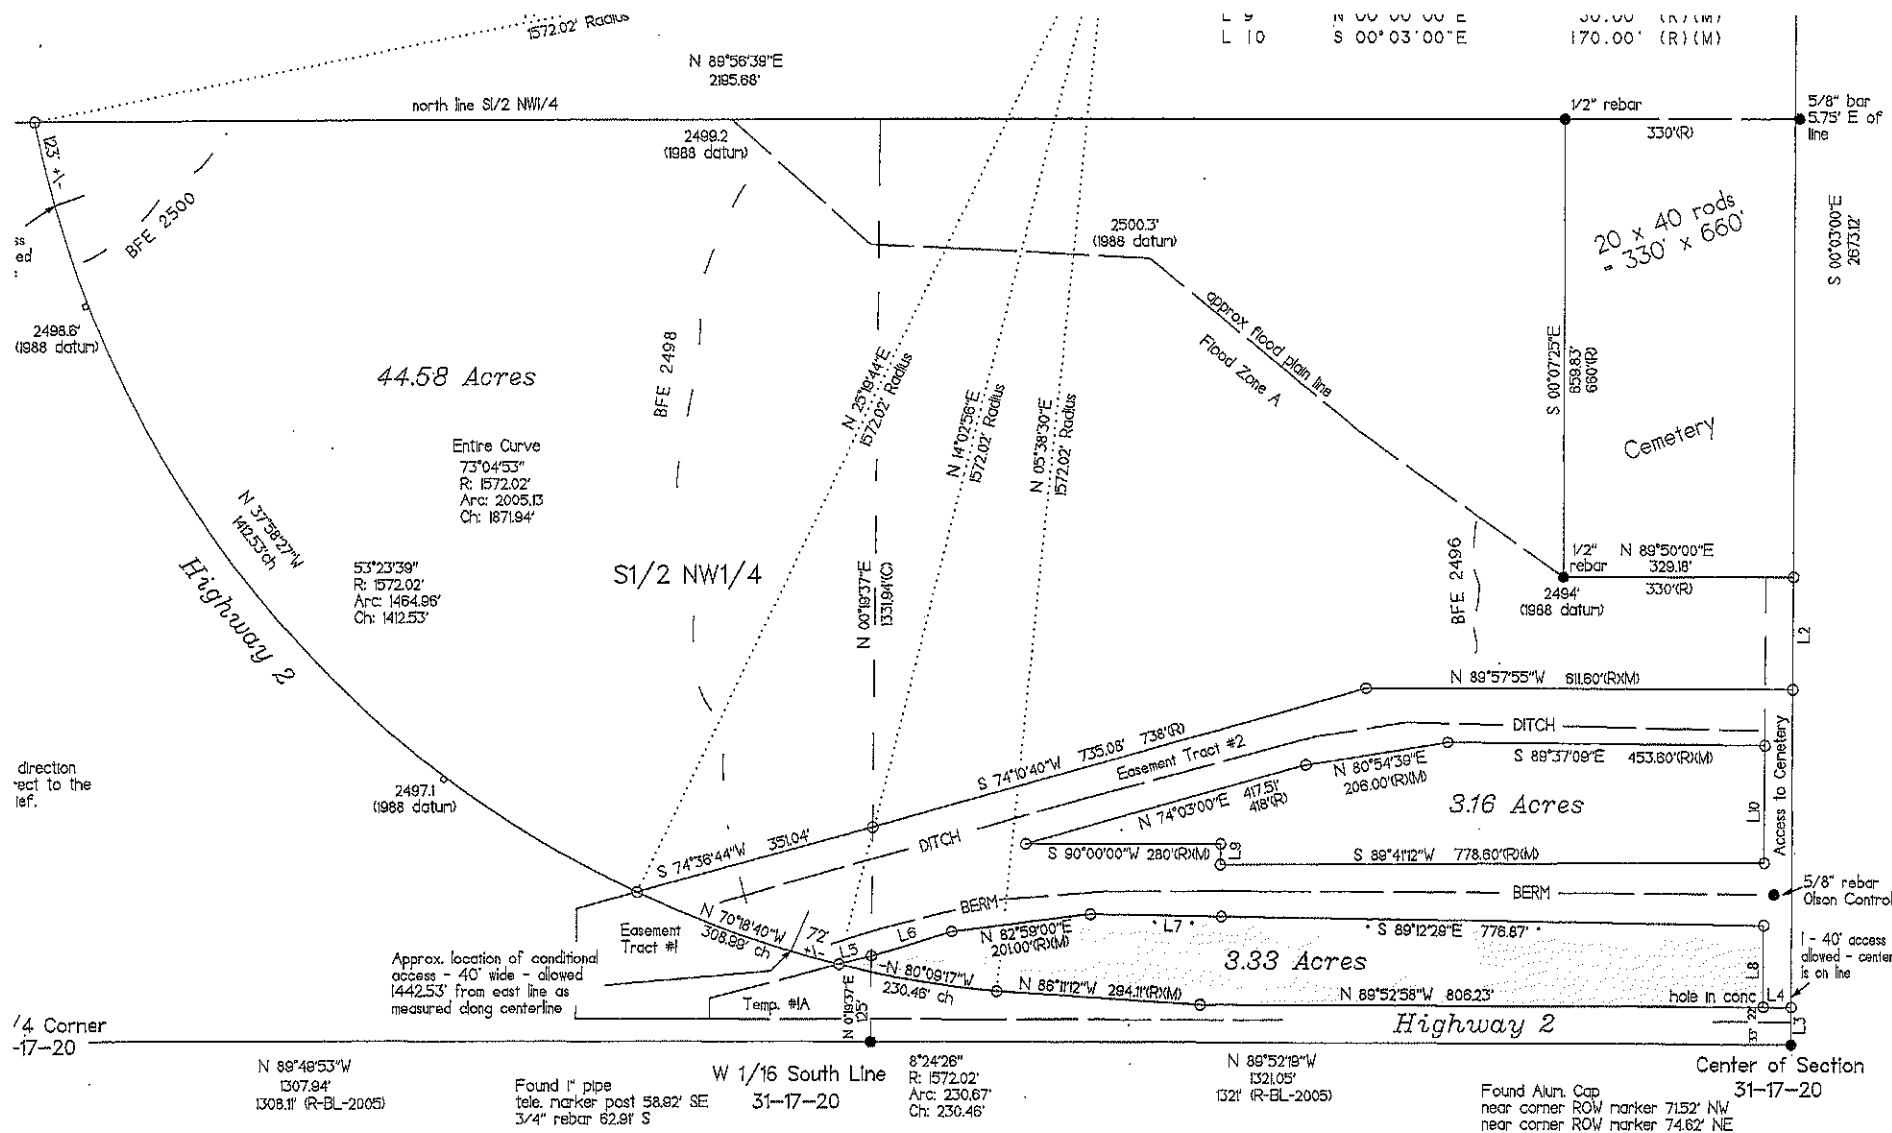 1572.02' Radius
L 9 N 00°00'00"E 30.00' (R)(M)
L 10 S 00°03'00"E 170.00' (R)(M)
N 89°56'39"E
2195.68'
north line S1/2 NW1/4
1/2" rebar
330'(R)
5/8" bar
5.75' E of
line
123' +/-
BFE 2500
2499.2
(1988 datum)
2500.3'
(1988 datum)
20 x 40 rods
= 330' x 660'
S 00°03'00"E
2673.12'
ss
ed
2498.6'
(1988 datum)
44.58 Acres
BFE 2498
approx flood plain line
Flood Zone A
S 00°07'25"E
659.83'
660'(R)
Cemetery
Entire Curve
73°04'53"
R: 1572.02'
Arc: 2005.13
Ch: 1871.94'
N 25°19'44"E
1572.02' Radius
N 14°02'56"E
1572.02' Radius
N 05°38'30"E
1572.02' Radius
N 37°58'27"W
1412.53'ch
Highway 2
53°23'39"
R: 1572.02'
Arc: 1464.96'
Ch: 1412.53'
S1/2 NW1/4
N 00°19'37"E
1331.94'(C)
BFE 2496
1/2"
rebar
N 89°50'00"E
329.18'
330'(R)
2494'
(1988 datum)
L2
N 89°57'55"W 611.60'(R)(M)
direction
ect to the
ief.
2497.1
(1988 datum)
S 74°10'40"W 735.08' 738'(R)
Easement Tract #2
DITCH
N 80°54'39"E
206.00'(R)(M)
S 89°37'09"E 453.60'(R)(M)
3.16 Acres
L10
Access to Cemetery
N 74°03'00"E 417.51'
418'(R)
S 74°36'44"W 351.04'
DITCH
S 90°00'00"W 280'(R)(M)
L9
S 89°41'12"W 778.60'(R)(M)
BERM
BERM
5/8" rebar
Olson Control
Easement
Tract #1
N 70°18'40"W
308.99' ch
72'
+/-
L5
L6
N 82°59'00"E
201.00'(R)(M)
L7
S 89°12'29"E 776.87'
Approx. location of conditional
access - 40' wide - allowed
1442.53' from east line as
measured along centerline
3.33 Acres
L8
1 - 40' access
allowed - center
is on line
N 80°09'17"W
230.46' ch
N 86°11'12"W 294.11'(R)(M)
N 89°52'58"W 806.23'
hole in conc
L4
Temp. #1A
N 0°19'37"E
125'
Highway 2
22'
33'
L3
/4 Corner
-17-20
N 89°49'53"W
1307.94'
1308.11' (R-BL-2005)
Found 1" pipe
tele. marker post 58.92' SE
3/4" rebar 62.91' S
W 1/16 South Line
31-17-20
8°24'26"
R: 1572.02'
Arc: 230.67'
Ch: 230.46'
N 89°52'19"W
1321.05'
1321' (R-BL-2005)
Center of Section
31-17-20
Found Alum. Cap
near corner ROW marker 71.52' NW
near corner ROW marker 74.62' NE